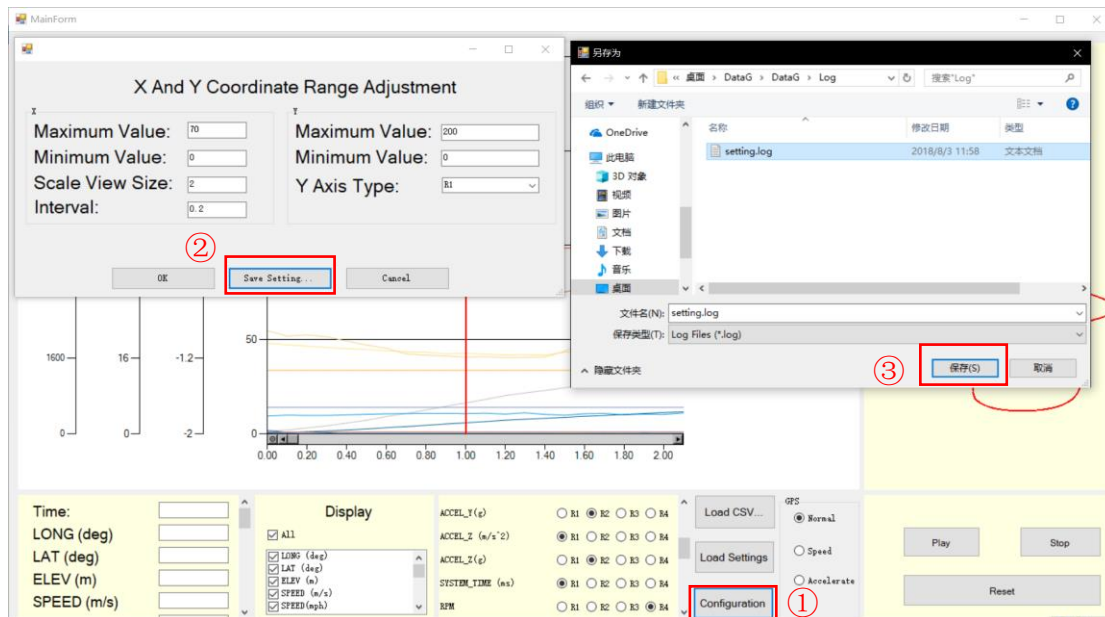 MainForm
X And Y Coordinate Range Adjustment
X
Maximum Value: 70
Minimum Value: 0
Scale View Size: 2
Interval: 0.2
Y
Maximum Value: 200
Minimum Value: 0
Y Axis Type: R1
②
OK Save Setting... Cancel
另存为
« 桌面 > DataG > DataG > Log
搜索"Log"
组织 新建文件夹
OneDrive
此电脑
3D 对象
视频
图片
文档
下载
音乐
桌面
名称 修改日期 类型
setting.log 2018/8/3 11:58 文本文档
文件名(N): setting.log
保存类型(T): Log Files (*.log)
隐藏文件夹
③
保存(S) 取消
50
1600 16 -1.2
0 0 -2 0
0.00 0.20 0.40 0.60 0.80 1.00 1.20 1.40 1.60 1.80 2.00
Time:
LONG (deg)
LAT (deg)
ELEV (m)
SPEED (m/s)
Display
All
LONG (deg)
LAT (deg)
ELEV (m)
SPEED (m/s)
SPEED(mph)
ACCEL_Y(g) R1 R2 R3 R4
ACCEL_Z (m/s^2) R1 R2 R3 R4
ACCEL_Z(g) R1 R2 R3 R4
SYSTEM_TIME (ms) R1 R2 R3 R4
RPM R1 R2 R3 R4
Load CSV...
Load Settings
Configuration
①
GPS
Normal
Speed
Accelerate
Play Stop
Reset